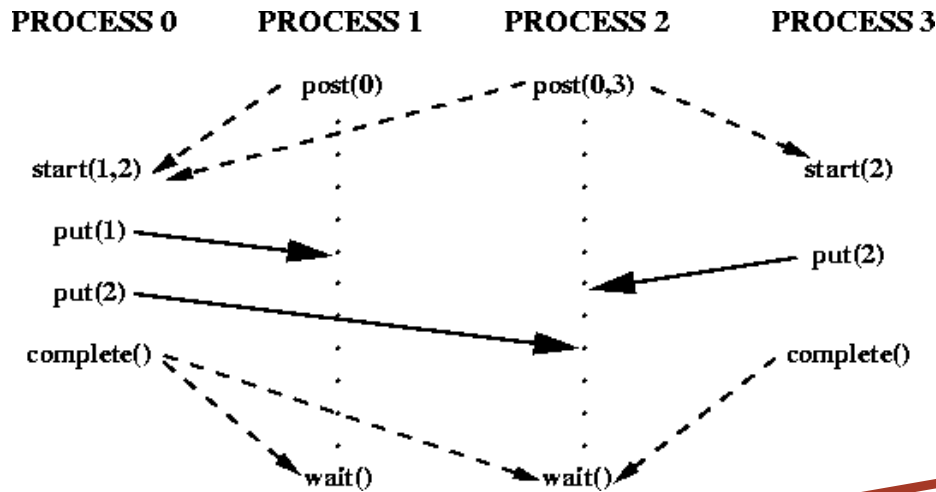 PROCESS 0 PROCESS 1 PROCESS 2 PROCESS 3
post(0) post(0,3)
start(1,2) start(2)
put(1)
put(2)
put(2)
complete() complete()
wait() wait()